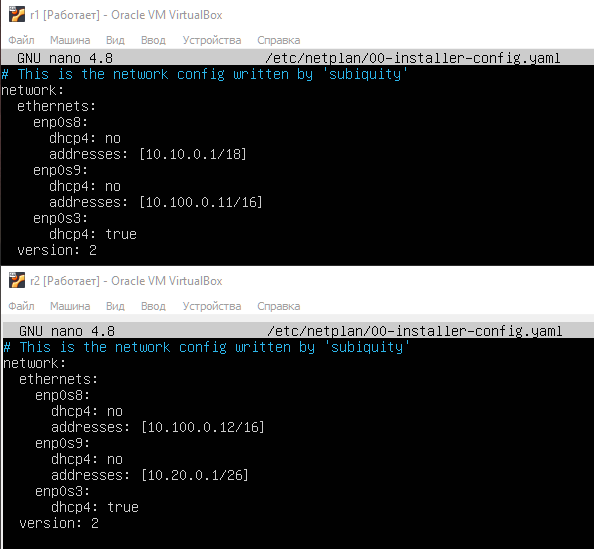 r1 [Работает] - Oracle VM VirtualBox
Файл Машина Вид Ввод Устройства Справка
GNU nano 4.8 /etc/netplan/00-installer-config.yaml
# This is the network config written by 'subiquity'
network:
  ethernets:
    enp0s8:
      dhcp4: no
      addresses: [10.10.0.1/18]
    enp0s9:
      dhcp4: no
      addresses: [10.100.0.11/16]
    enp0s3:
      dhcp4: true
  version: 2
r2 [Работает] - Oracle VM VirtualBox
Файл Машина Вид Ввод Устройства Справка
GNU nano 4.8 /etc/netplan/00-installer-config.yaml
# This is the network config written by 'subiquity'
network:
  ethernets:
    enp0s8:
      dhcp4: no
      addresses: [10.100.0.12/16]
    enp0s9:
      dhcp4: no
      addresses: [10.20.0.1/26]
    enp0s3:
      dhcp4: true
  version: 2